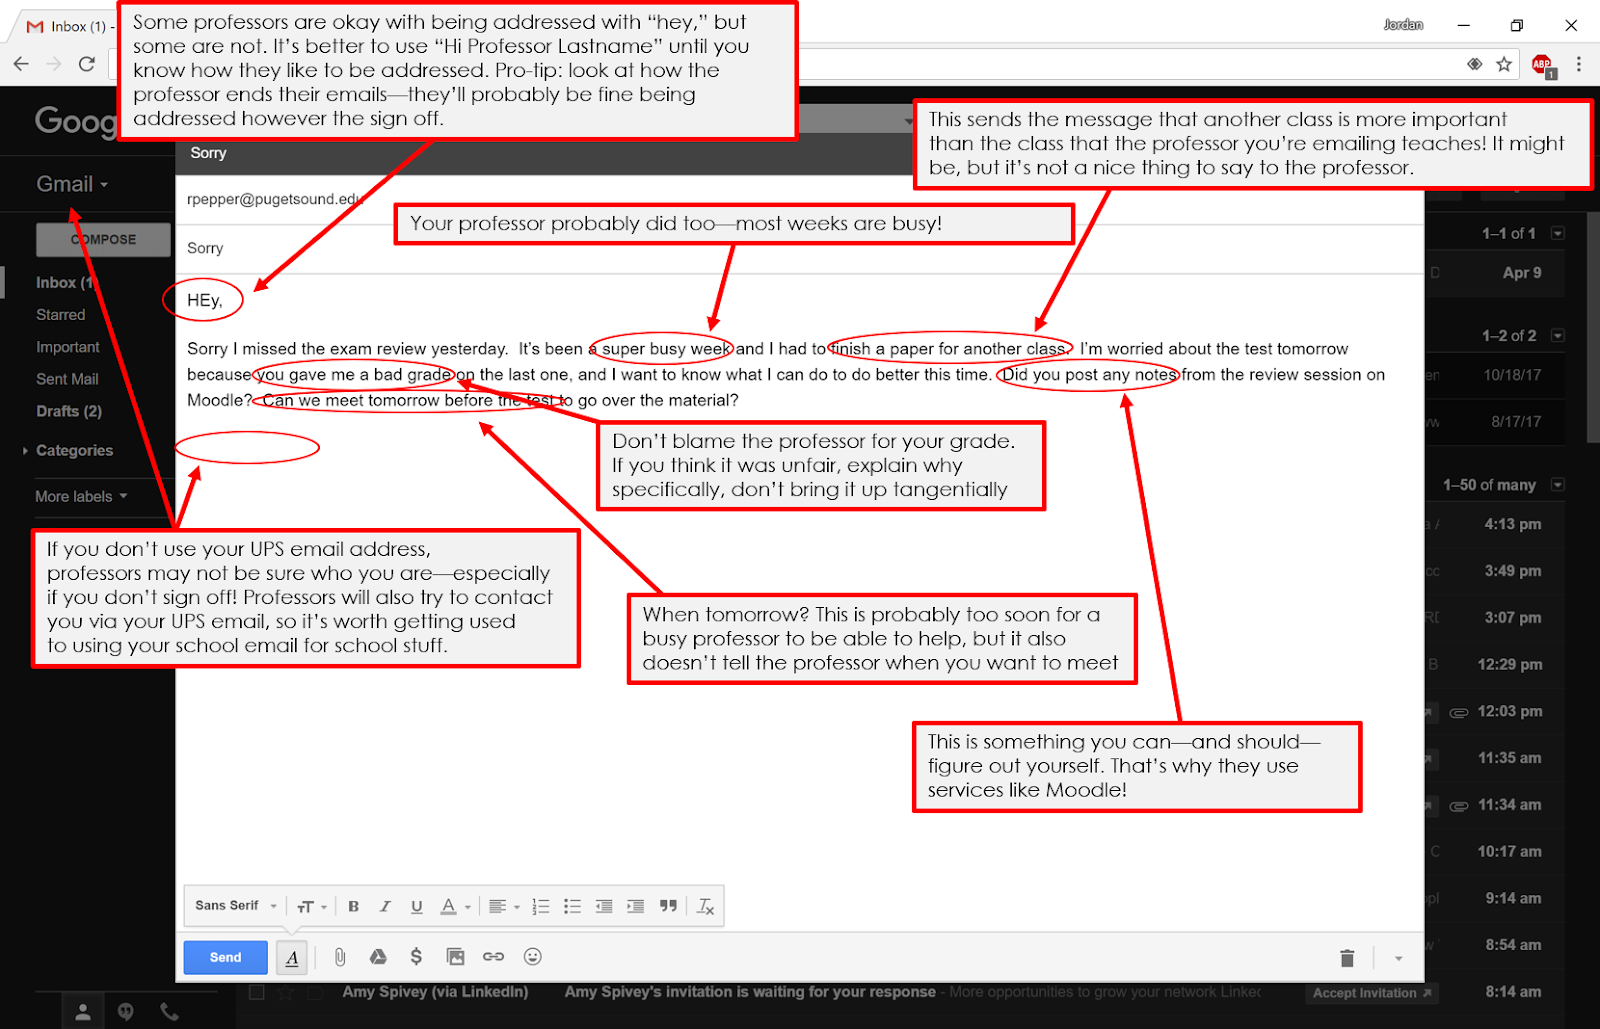 Inbox (1) -
Jordan
Some professors are okay with being addressed with “hey,” but
some are not. It’s better to use “Hi Professor Lastname” until you
know how they like to be addressed. Pro-tip: look at how the
professor ends their emails—they’ll probably be fine being
addressed however the sign off.
ABP
1
Goog
This sends the message that another class is more important
than the class that the professor you’re emailing teaches! It might
be, but it’s not a nice thing to say to the professor.
Sorry
Gmail
rpepper@pugetsound.edu
Your professor probably did too—most weeks are busy!
COMPOSE
Sorry
1–1 of 1
Inbox (1)
D
Apr 9
HEy,
Starred
Important
1–2 of 2
Sorry I missed the exam review yesterday.  It’s been a super busy week and I had to finish a paper for another class.  I’m worried about the test tomorrow
because you gave me a bad grade on the last one, and I want to know what I can do to do better this time.  Did you post any notes from the review session on
Moodle?  Can we meet tomorrow before the test to go over the material?
Sent Mail
en
10/18/17
Drafts (2)
8/17/17
Categories
Don’t blame the professor for your grade.
If you think it was unfair, explain why
specifically, don’t bring it up tangentially
More labels
1–50 of many
4:13 pm
If you don’t use your UPS email address,
professors may not be sure who you are—especially
if you don’t sign off! Professors will also try to contact
you via your UPS email, so it’s worth getting used
to using your school email for school stuff.
3:49 pm
3:07 pm
When tomorrow? This is probably too soon for a
busy professor to be able to help, but it also
doesn’t tell the professor when you want to meet
B
12:29 pm
12:03 pm
This is something you can—and should—
figure out yourself. That’s why they use
services like Moodle!
11:35 am
11:34 am
10:17 am
Sans Serif
B I U A
9:14 am
Send
A
$
8:54 am
Amy Spivey (via LinkedIn)
Amy Spivey's invitation is waiting for your response - More opportunities to grow your network Linked
Accept Invitation
8:14 am